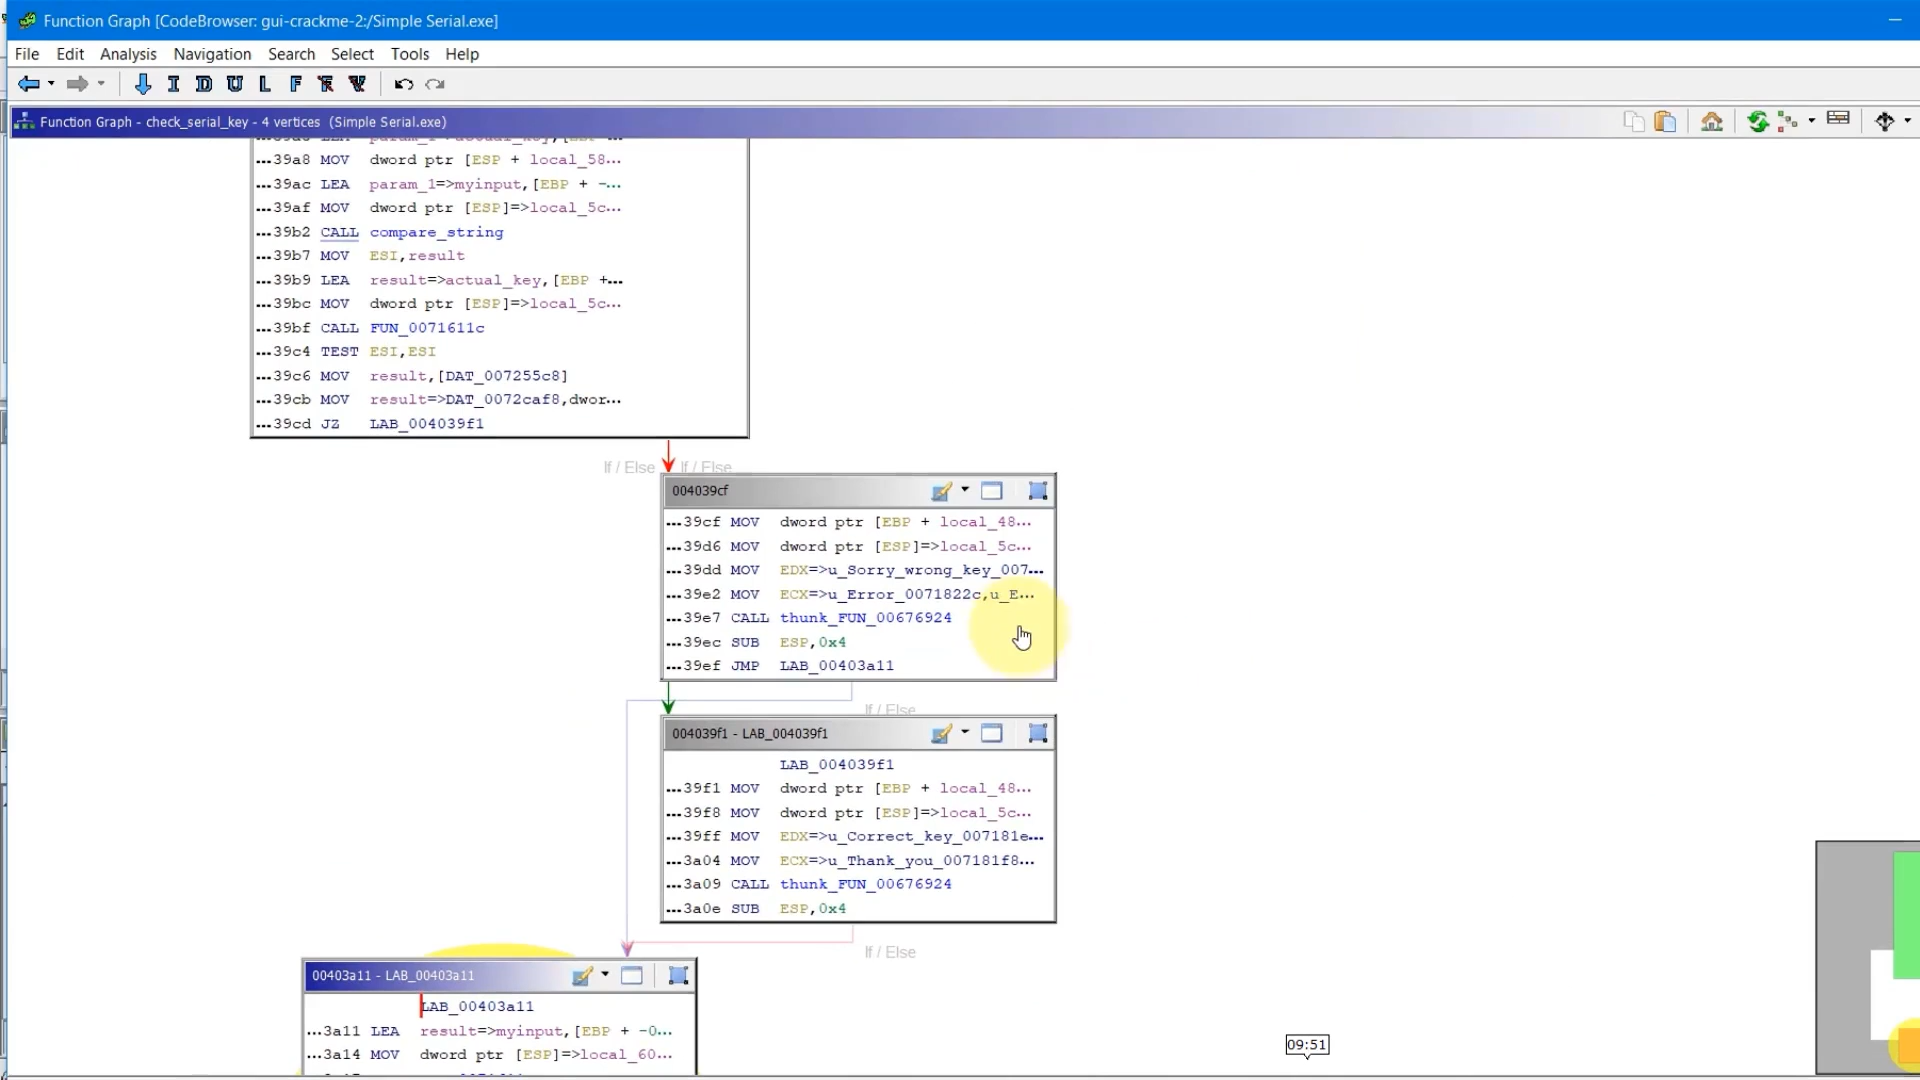 Function Graph [CodeBrowser: gui-crackme-2:/Simple Serial.exe]
File Edit Analysis Navigation Search Select Tools Help
I D U L F F V
Function Graph - check_serial_key - 4 vertices (Simple Serial.exe)
...39a8 MOV dword ptr [ESP + local_58...
...39ac LEA param_1=>myinput,[EBP + -...
...39af MOV dword ptr [ESP]=>local_5c...
...39b2 CALL compare_string
...39b7 MOV ESI,result
...39b9 LEA result=>actual_key,[EBP +...
...39bc MOV dword ptr [ESP]=>local_5c...
...39bf CALL FUN_0071611c
...39c4 TEST ESI,ESI
...39c6 MOV result,[DAT_007255c8]
...39cb MOV result=>DAT_0072caf8,dwor...
...39cd JZ LAB_004039f1
If / Else If / Else
004039cf
...39cf MOV dword ptr [EBP + local_48...
...39d6 MOV dword ptr [ESP]=>local_5c...
...39dd MOV EDX=>u_Sorry_wrong_key_007...
...39e2 MOV ECX=>u_Error_0071822c,u_E...
...39e7 CALL thunk_FUN_00676924
...39ec SUB ESP,0x4
...39ef JMP LAB_00403a11
If / Else
004039f1 - LAB_004039f1
LAB_004039f1
...39f1 MOV dword ptr [EBP + local_48...
...39f8 MOV dword ptr [ESP]=>local_5c...
...39ff MOV EDX=>u_Correct_key_007181e...
...3a04 MOV ECX=>u_Thank_you_007181f8...
...3a09 CALL thunk_FUN_00676924
...3a0e SUB ESP,0x4
If / Else
00403a11 - LAB_00403a11
LAB_00403a11
...3a11 LEA result=>myinput,[EBP + -0...
...3a14 MOV dword ptr [ESP]=>local_60...
09:51